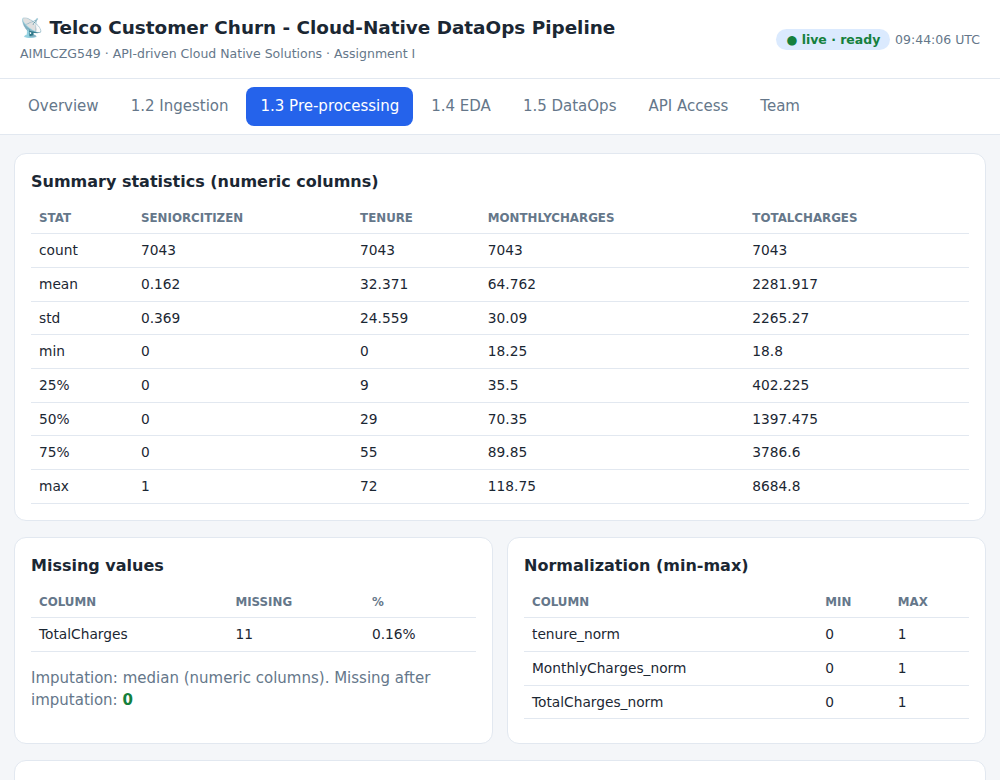 📡 Telco Customer Churn - Cloud-Native DataOps Pipeline
AIMLCZG549 · API-driven Cloud Native Solutions · Assignment I
● live · ready 09:44:06 UTC
Overview 1.2 Ingestion 1.3 Pre-processing 1.4 EDA 1.5 DataOps API Access Team
Summary statistics (numeric columns)
STAT SENIORCITIZEN TENURE MONTHLYCHARGES TOTALCHARGES
count 7043 7043 7043 7043
mean 0.162 32.371 64.762 2281.917
std 0.369 24.559 30.09 2265.27
min 0 0 18.25 18.8
25% 0 9 35.5 402.225
50% 0 29 70.35 1397.475
75% 0 55 89.85 3786.6
max 1 72 118.75 8684.8
Missing values
COLUMN MISSING %
TotalCharges 11 0.16%
Imputation: median (numeric columns). Missing after
imputation: 0
Normalization (min-max)
COLUMN MIN MAX
tenure_norm 0 1
MonthlyCharges_norm 0 1
TotalCharges_norm 0 1